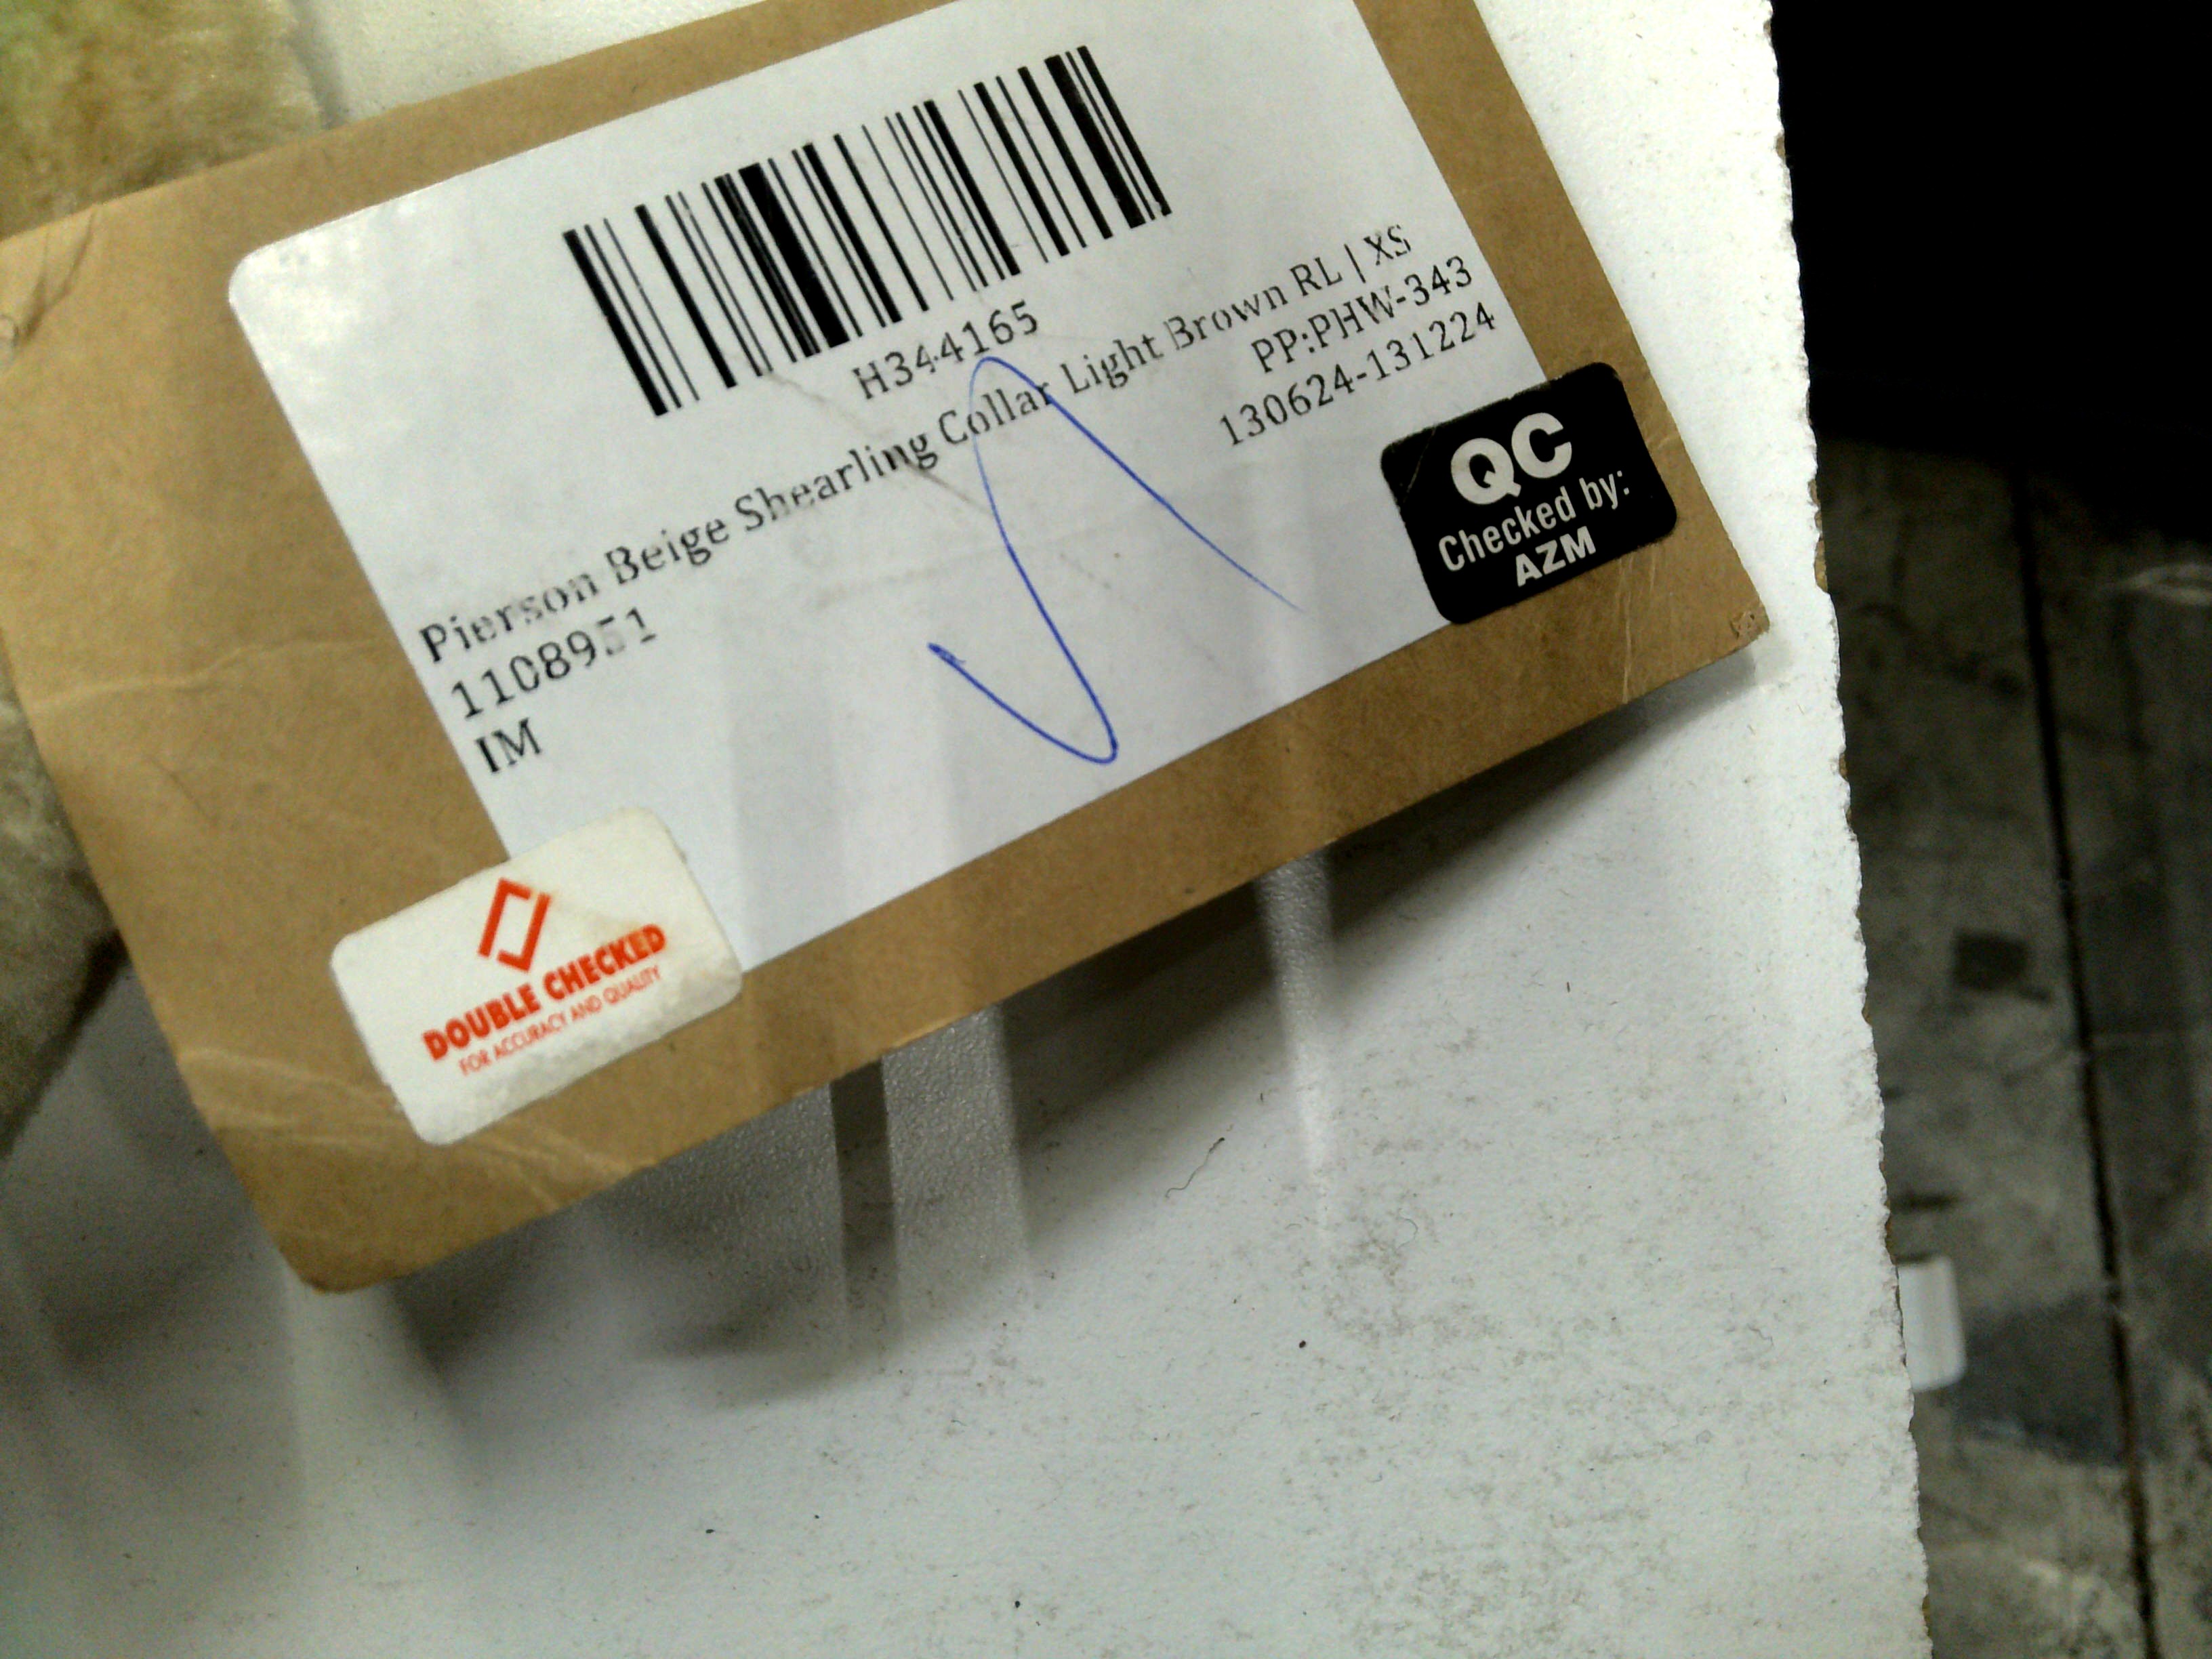 H344165
Pierson Beige Shearling Collar Light Brown RL | XS
1108951
PP:PHW-343
IM
130624-131224
QC
Checked by:
AZM
DOUBLE CHECKED
FOR ACCURACY AND QUALITY